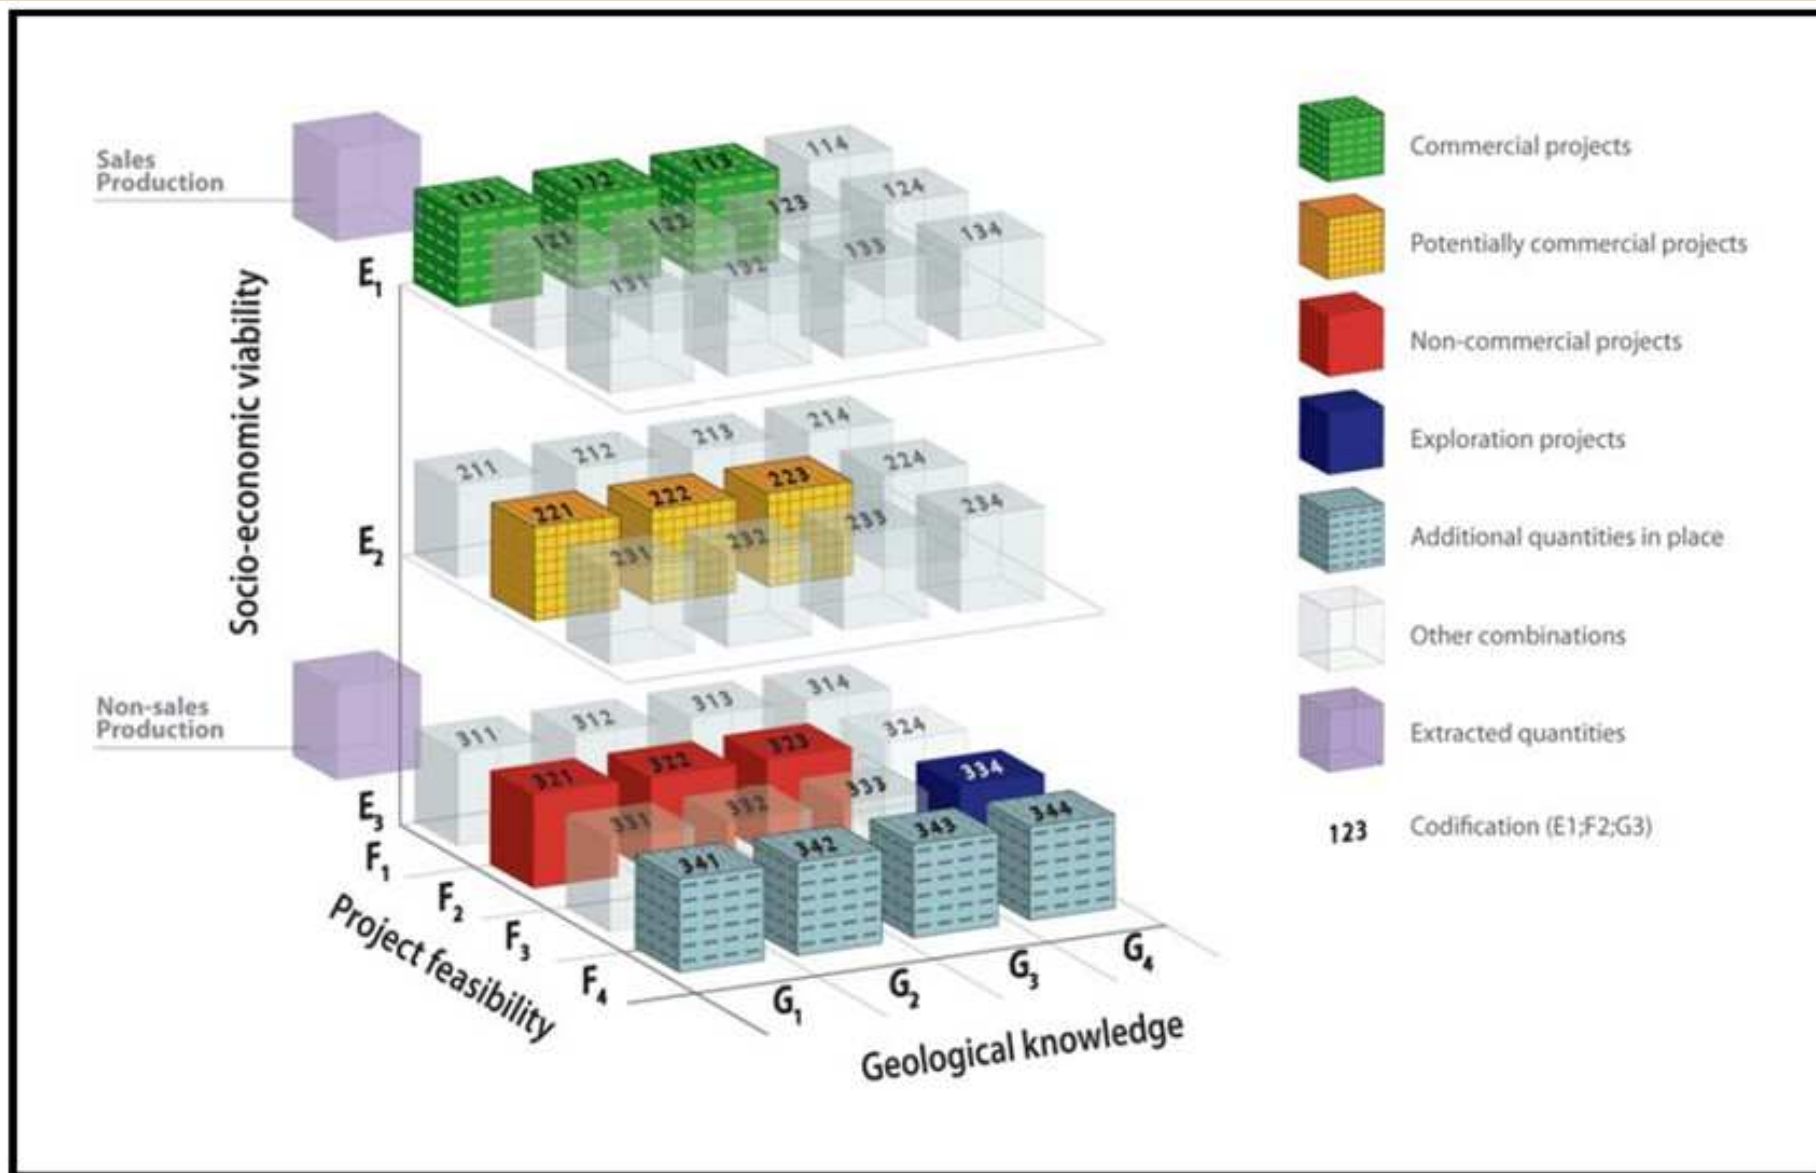 Sales
Production
Socio-economic viability
Non-sales
Production
E1
E2
E3
111
112
113
114
121
122
123
124
131
132
133
134
211
212
213
214
221
222
223
224
231
232
233
234
311
312
313
314
321
322
323
324
331
332
333
334
341
342
343
344
F1
F2
F3
F4
Project feasibility
G1
G2
G3
G4
Geological knowledge
Commercial projects
Potentially commercial projects
Non-commercial projects
Exploration projects
Additional quantities in place
Other combinations
Extracted quantities
123 Codification (E1;F2;G3)